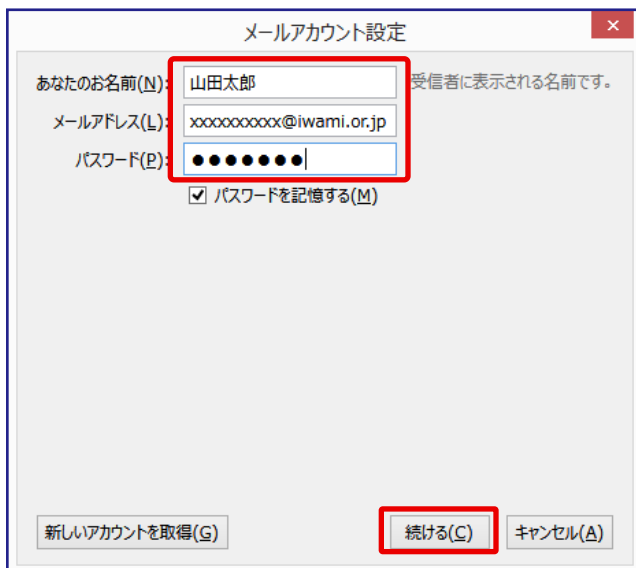 メールアカウント設定
あなたのお名前(N): 山田太郎 受信者に表示される名前です。
メールアドレス(L): xxxxxxxxxx@iwami.or.jp
パスワード(P): ●●●●●●●
パスワードを記憶する(M)
新しいアカウントを取得(G) 続ける(C) キャンセル(A)